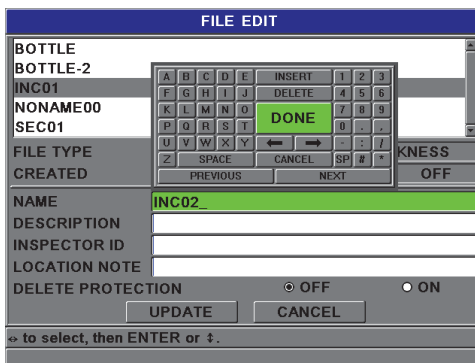 FILE EDIT
BOTTLE
BOTTLE-2
INC01
NONAME00
SEC01
A B C D E INSERT 1 2 3
F G H I J DELETE 4 5 6
K L M N O DONE 7 8 9
P Q R S T 0 . ,
U V W X Y ← → - : /
Z SPACE CANCEL SP # *
PREVIOUS NEXT
FILE TYPE KNESS
CREATED OFF
NAME INC02_
DESCRIPTION
INSPECTOR ID
LOCATION NOTE
DELETE PROTECTION OFF ON
UPDATE CANCEL
⇔ to select, then ENTER or ⇕.